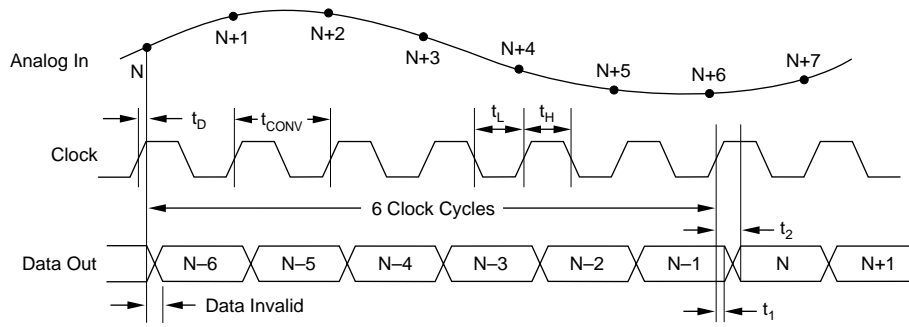 N+1
N+2
Analog In
N
N+3
N+4
N+5
N+6
N+7
t_D
t_CONV
t_L
t_H
Clock
6 Clock Cycles
t_2
Data Out
N–6
N–5
N–4
N–3
N–2
N–1
N
N+1
Data Invalid
t_1